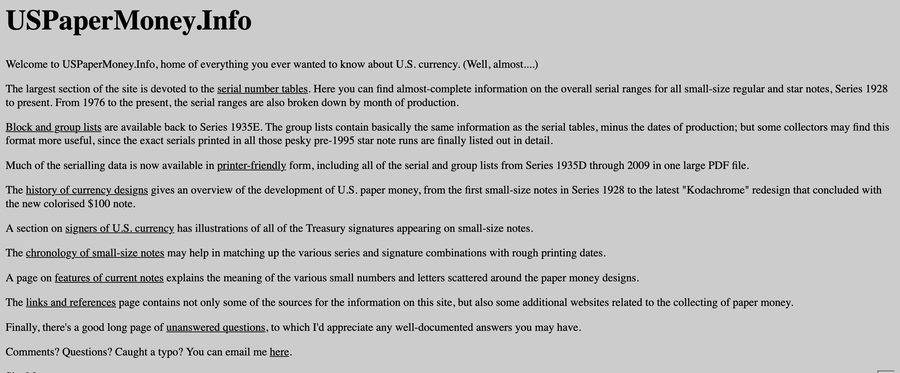 USPaperMoney.Info
Welcome to USPaperMoney.Info, home of everything you ever wanted to know about U.S. currency. (Well, almost....)
The largest section of the site is devoted to the serial number tables. Here you can find almost-complete information on the overall serial ranges for all small-size regular and star notes, Series 1928
to present. From 1976 to the present, the serial ranges are also broken down by month of production.
Block and group lists are available back to Series 1935E. The group lists contain basically the same information as the serial tables, minus the dates of production; but some collectors may find this
format more useful, since the exact serials printed in all those pesky pre-1995 star note runs are finally listed out in detail.
Much of the serialling data is now available in printer-friendly form, including all of the serial and group lists from Series 1935D through 2009 in one large PDF file.
The history of currency designs gives an overview of the development of U.S. paper money, from the first small-size notes in Series 1928 to the latest "Kodachrome" redesign that concluded with
the new colorised $100 note.
A section on signers of U.S. currency has illustrations of all of the Treasury signatures appearing on small-size notes.
The chronology of small-size notes may help in matching up the various series and signature combinations with rough printing dates.
A page on features of current notes explains the meaning of the various small numbers and letters scattered around the paper money designs.
The links and references page contains not only some of the sources for the information on this site, but also some additional websites related to the collecting of paper money.
Finally, there's a good long page of unanswered questions, to which I'd appreciate any well-documented answers you may have.
Comments? Questions? Caught a typo? You can email me here.